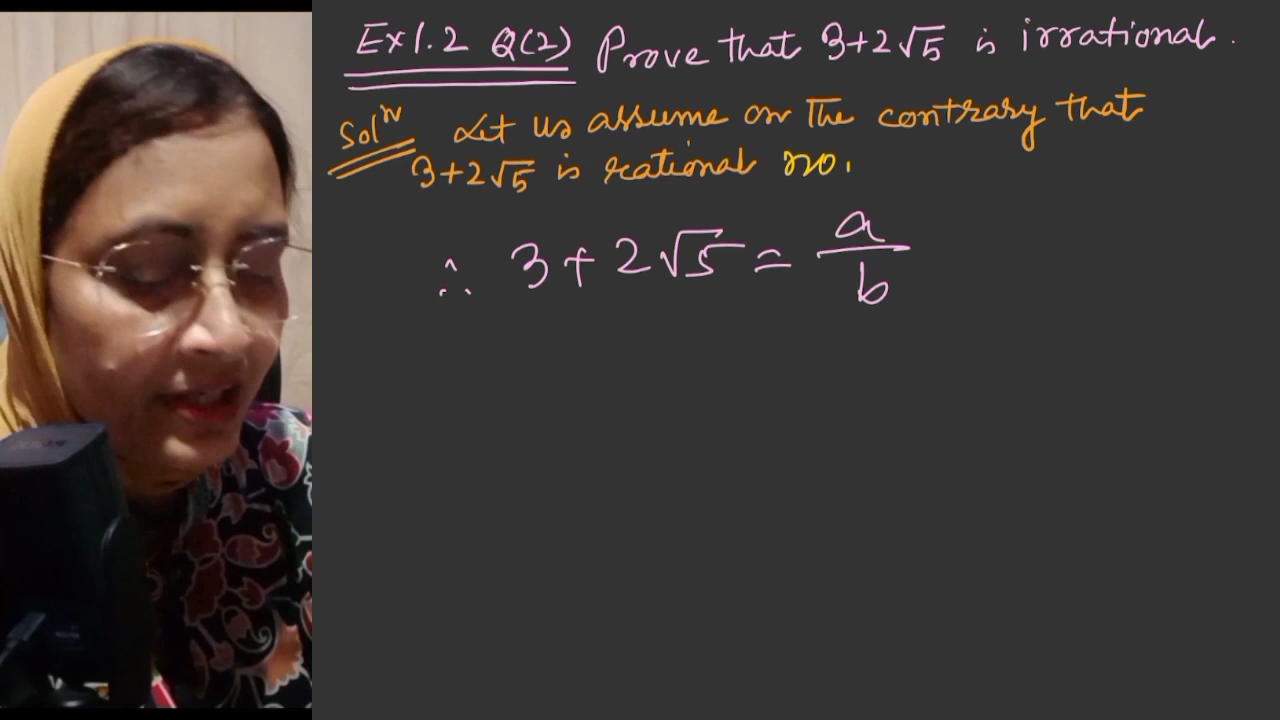 Ex 1.2 Q(2) Prove that 3+2√5 is irrational.
Solⁿ Let us assume on the contrary that
3+2√5 is rational no.
∴ 3+2√5 = a/b